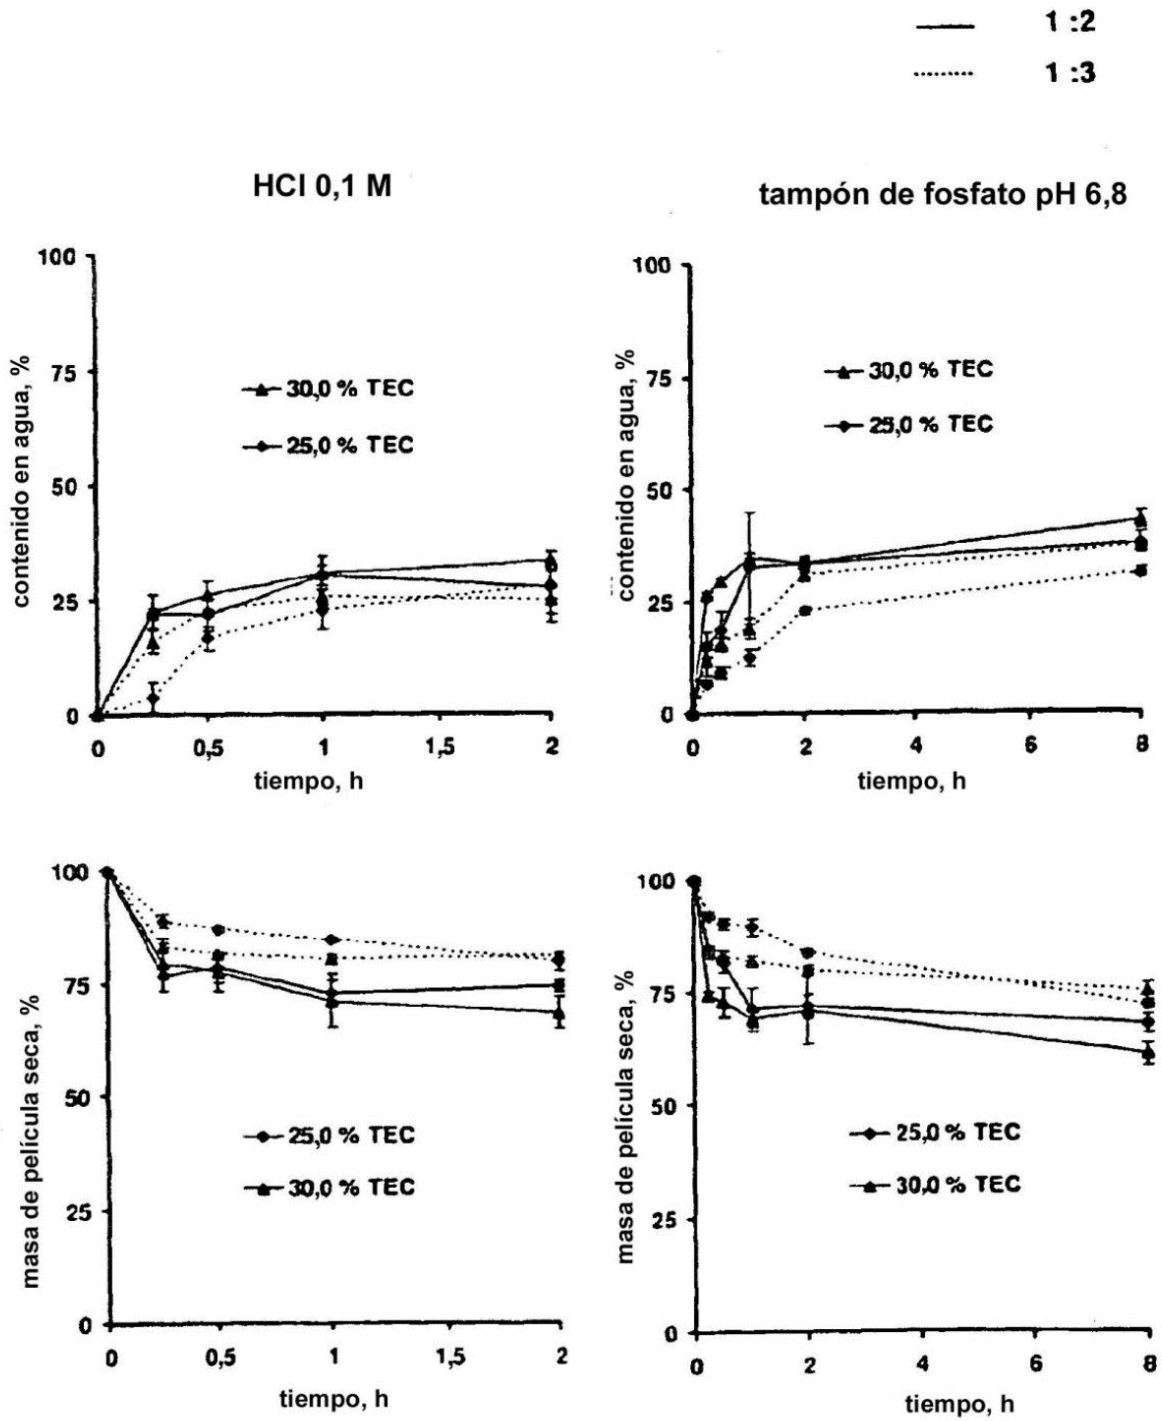 1 :2
1 :3
HCl 0,1 M
tampón de fosfato pH 6,8
contenido en agua, %
100
75
50
25
0
30,0 % TEC
25,0 % TEC
0 0,5 1 1,5 2
tiempo, h
contenido en agua, %
100
75
50
25
0
30,0 % TEC
25,0 % TEC
0 2 4 6 8
tiempo, h
masa de película seca, %
100
75
50
25
0
25,0 % TEC
30,0 % TEC
0 0,5 1 1,5 2
tiempo, h
masa de película seca, %
100
75
50
25
0
25,0 % TEC
30,0 % TEC
0 2 4 6 8
tiempo, h